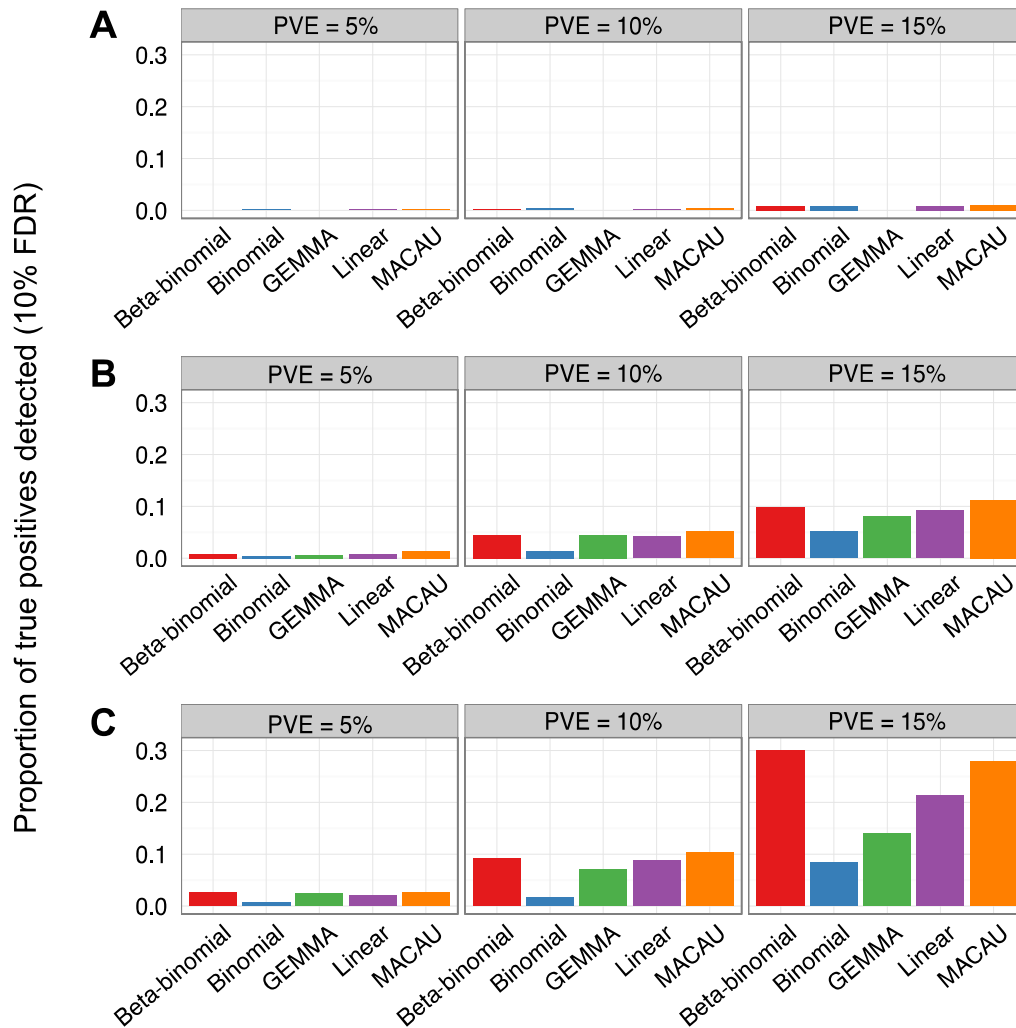 Proportion of true positives detected (10% FDR)
A
PVE = 5%
PVE = 10%
PVE = 15%
0.3
0.2
0.1
0.0
Beta-binomial
Binomial
GEMMA
Linear
MACAU
Beta-binomial
Binomial
GEMMA
Linear
MACAU
Beta-binomial
Binomial
GEMMA
Linear
MACAU
B
PVE = 5%
PVE = 10%
PVE = 15%
0.3
0.2
0.1
0.0
Beta-binomial
Binomial
GEMMA
Linear
MACAU
Beta-binomial
Binomial
GEMMA
Linear
MACAU
Beta-binomial
Binomial
GEMMA
Linear
MACAU
C
PVE = 5%
PVE = 10%
PVE = 15%
0.3
0.2
0.1
0.0
Beta-binomial
Binomial
GEMMA
Linear
MACAU
Beta-binomial
Binomial
GEMMA
Linear
MACAU
Beta-binomial
Binomial
GEMMA
Linear
MACAU